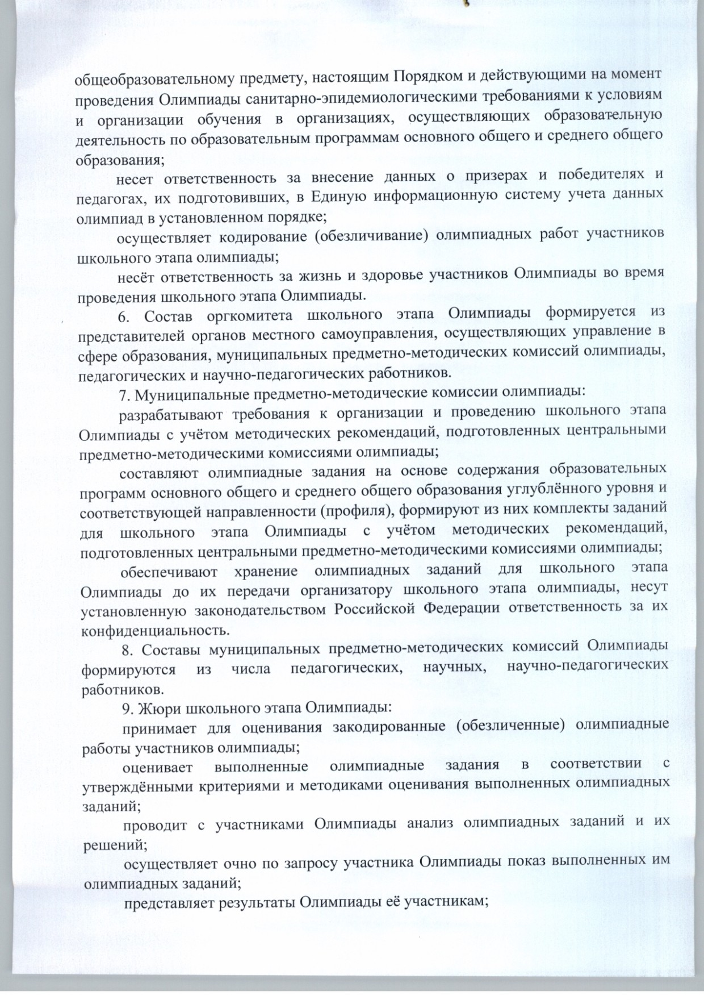 общеобразовательному предмету, настоящим Порядком и действующими на момент
проведения Олимпиады санитарно-эпидемиологическими требованиями к условиям
и организации обучения в организациях, осуществляющих образовательную
деятельность по образовательным программам основного общего и среднего общего
образования;
несет ответственность за внесение данных о призерах и победителях и
педагогах, их подготовивших, в Единую информационную систему учета данных
олимпиад в установленном порядке;
осуществляет кодирование (обезличивание) олимпиадных работ участников
школьного этапа олимпиады;
несёт ответственность за жизнь и здоровье участников Олимпиады во время
проведения школьного этапа Олимпиады.
6. Состав оргкомитета школьного этапа Олимпиады формируется из
представителей органов местного самоуправления, осуществляющих управление в
сфере образования, муниципальных предметно-методических комиссий олимпиады,
педагогических и научно-педагогических работников.
7. Муниципальные предметно-методические комиссии олимпиады:
разрабатывают требования к организации и проведению школьного этапа
Олимпиады с учётом методических рекомендаций, подготовленных центральными
предметно-методическими комиссиями олимпиады;
составляют олимпиадные задания на основе содержания образовательных
программ основного общего и среднего общего образования углублённого уровня и
соответствующей направленности (профиля), формируют из них комплекты заданий
для школьного этапа Олимпиады с учётом методических рекомендаций,
подготовленных центральными предметно-методическими комиссиями олимпиады;
обеспечивают хранение олимпиадных заданий для школьного этапа
Олимпиады до их передачи организатору школьного этапа олимпиады, несут
установленную законодательством Российской Федерации ответственность за их
конфиденциальность.
8. Составы муниципальных предметно-методических комиссий Олимпиады
формируются из числа педагогических, научных, научно-педагогических
работников.
9. Жюри школьного этапа Олимпиады:
принимает для оценивания закодированные (обезличенные) олимпиадные
работы участников олимпиады;
оценивает выполненные олимпиадные задания в соответствии с
утверждёнными критериями и методиками оценивания выполненных олимпиадных
заданий;
проводит с участниками Олимпиады анализ олимпиадных заданий и их
решений;
осуществляет очно по запросу участника Олимпиады показ выполненных им
олимпиадных заданий;
представляет результаты Олимпиады её участникам;